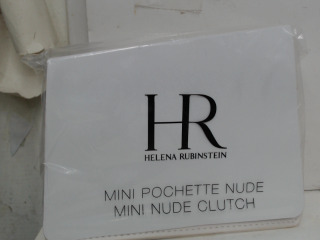 HR
HELENA RUBINSTEIN
MINI POCHETTE NUDE
MINI NUDE CLUTCH